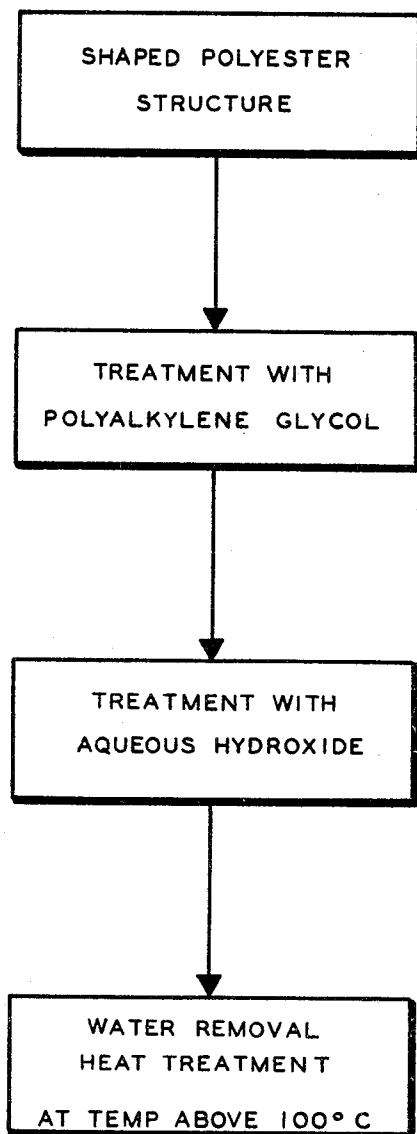 SHAPED POLYESTER
STRUCTURE
TREATMENT WITH
POLYALKYLENE GLYCOL
TREATMENT WITH
AQUEOUS HYDROXIDE
WATER REMOVAL
HEAT TREATMENT
AT TEMP ABOVE 100° C